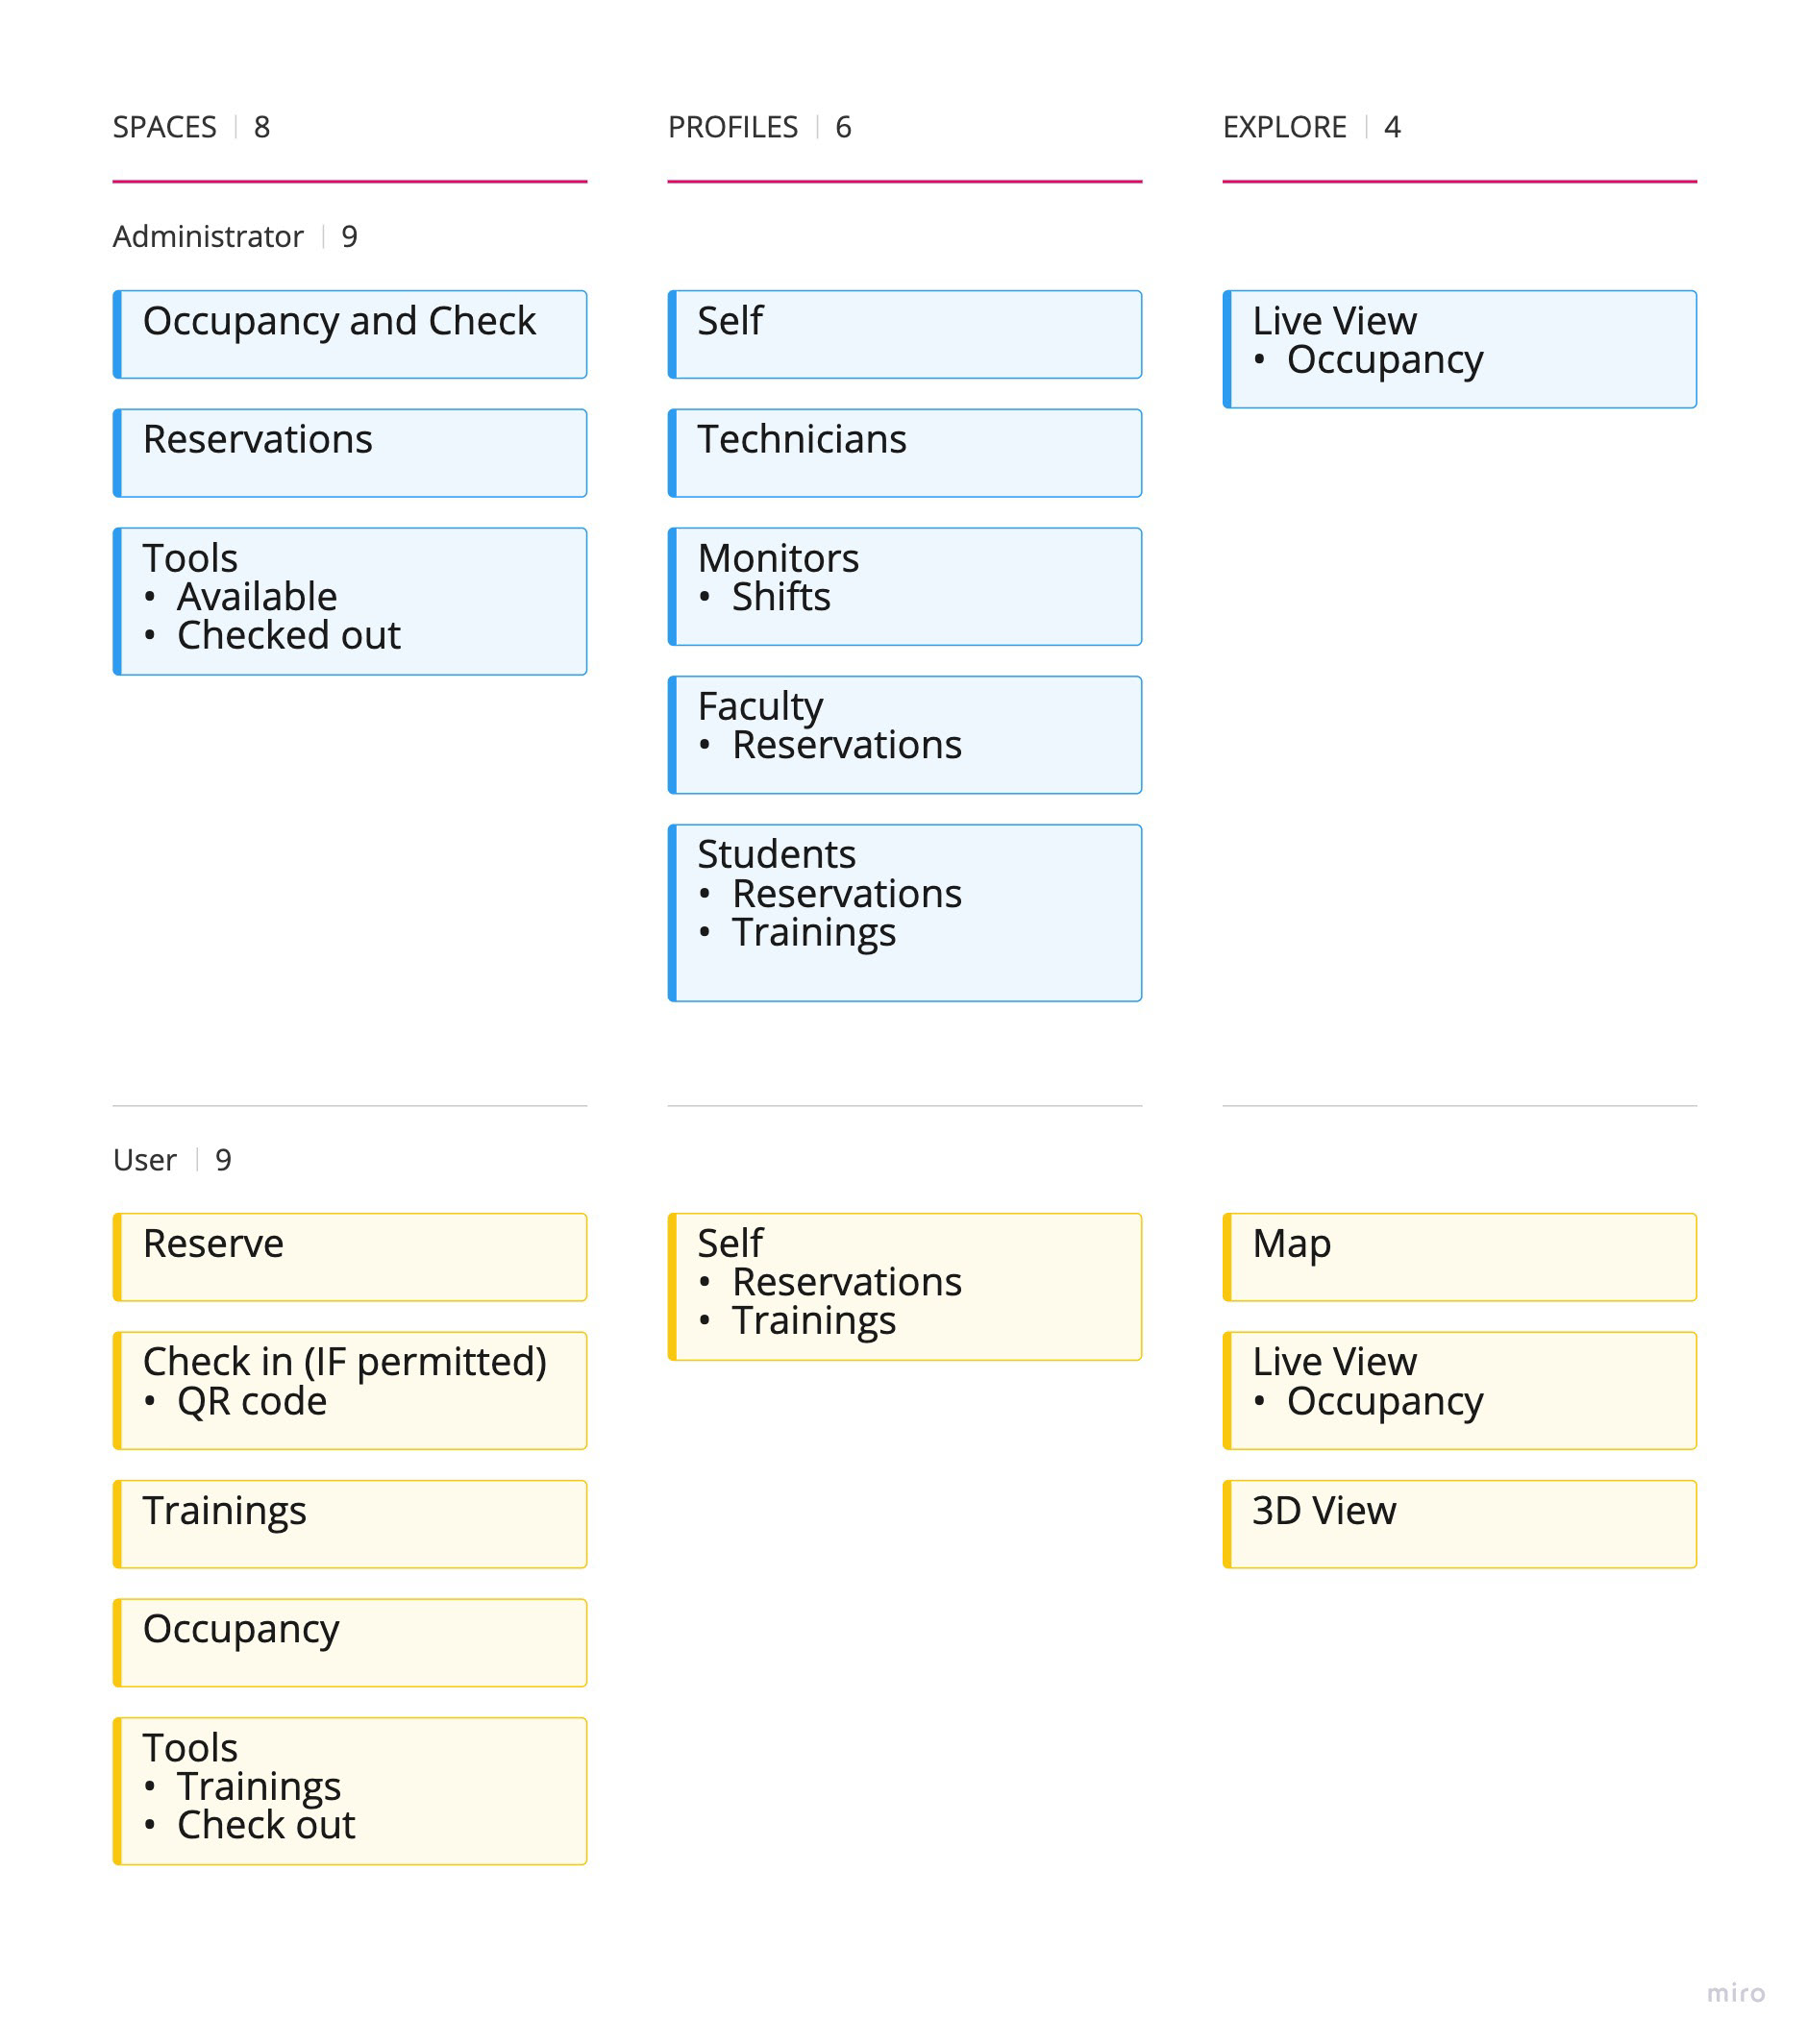 SPACES | 8
PROFILES | 6
EXPLORE | 4
Administrator | 9
Occupancy and Check
Reservations
Tools
• Available
• Checked out
Self
Technicians
Monitors
• Shifts
Faculty
• Reservations
Students
• Reservations
• Trainings
Live View
• Occupancy
User | 9
Reserve
Check in (IF permitted)
• QR code
Trainings
Occupancy
Tools
• Trainings
• Check out
Self
• Reservations
• Trainings
Map
Live View
• Occupancy
3D View
miro